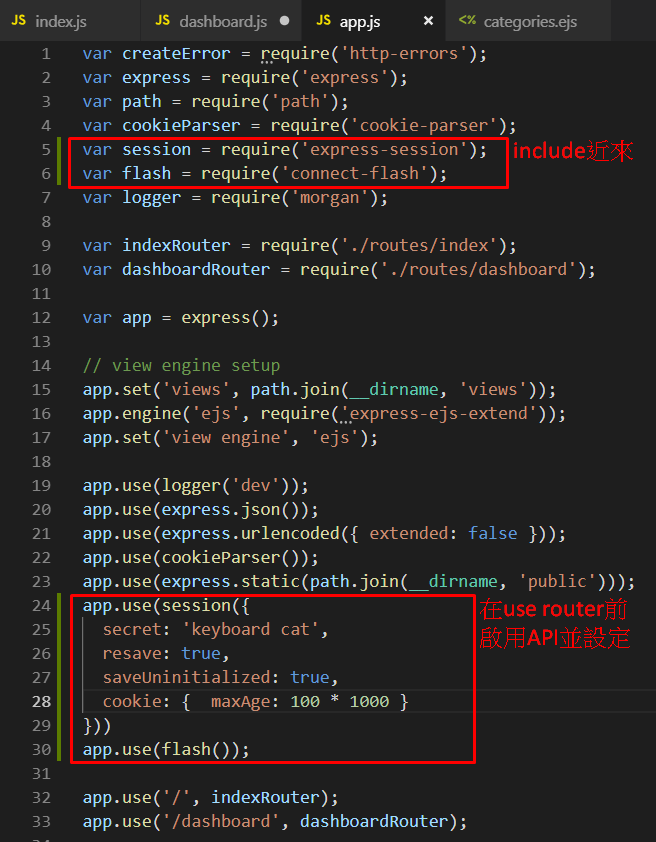 JS index.js JS dashboard.js ● JS app.js × <% categories.ejs
1 var createError = require('http-errors');
2 var express = require('express');
3 var path = require('path');
4 var cookieParser = require('cookie-parser');
5 var session = require('express-session'); include近來
6 var flash = require('connect-flash');
7 var logger = require('morgan');
8
9 var indexRouter = require('./routes/index');
10 var dashboardRouter = require('./routes/dashboard');
11
12 var app = express();
13
14 // view engine setup
15 app.set('views', path.join(__dirname, 'views'));
16 app.engine('ejs', require('express-ejs-extend'));
17 app.set('view engine', 'ejs');
18
19 app.use(logger('dev'));
20 app.use(express.json());
21 app.use(express.urlencoded({ extended: false }));
22 app.use(cookieParser());
23 app.use(express.static(path.join(__dirname, 'public')));
24 app.use(session({ 在use router前
25   secret: 'keyboard cat', 啟用API並設定
26   resave: true,
27   saveUninitialized: true,
28   cookie: {  maxAge: 100 * 1000 }
29 }))
30 app.use(flash());
31
32 app.use('/', indexRouter);
33 app.use('/dashboard', dashboardRouter);